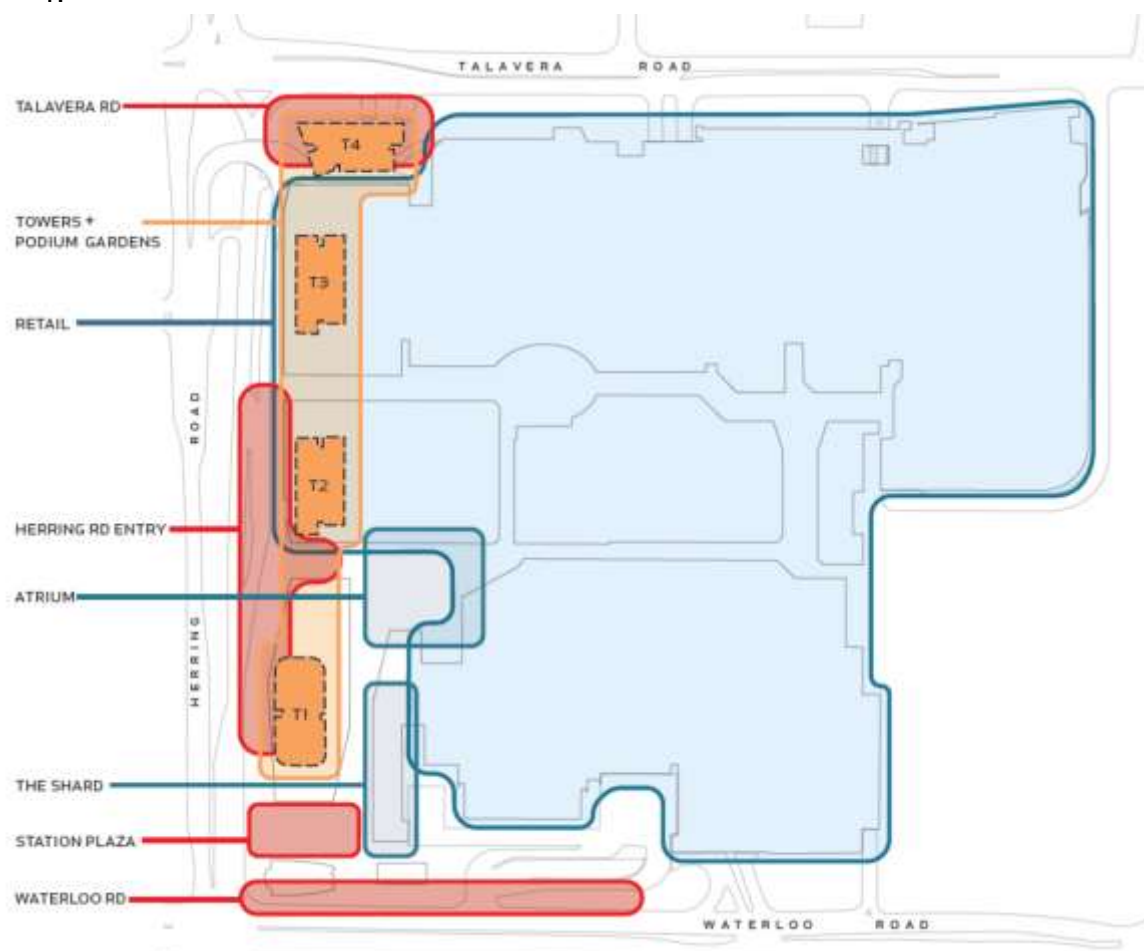 TALAVERA ROAD
TALAVERA RD
T4
TOWERS +
PODIUM GARDENS
T3
RETAIL
HERRING ROAD
T2
HERRING RD ENTRY
ATRIUM
T1
THE SHARD
STATION PLAZA
WATERLOO RD
WATERLOO ROAD